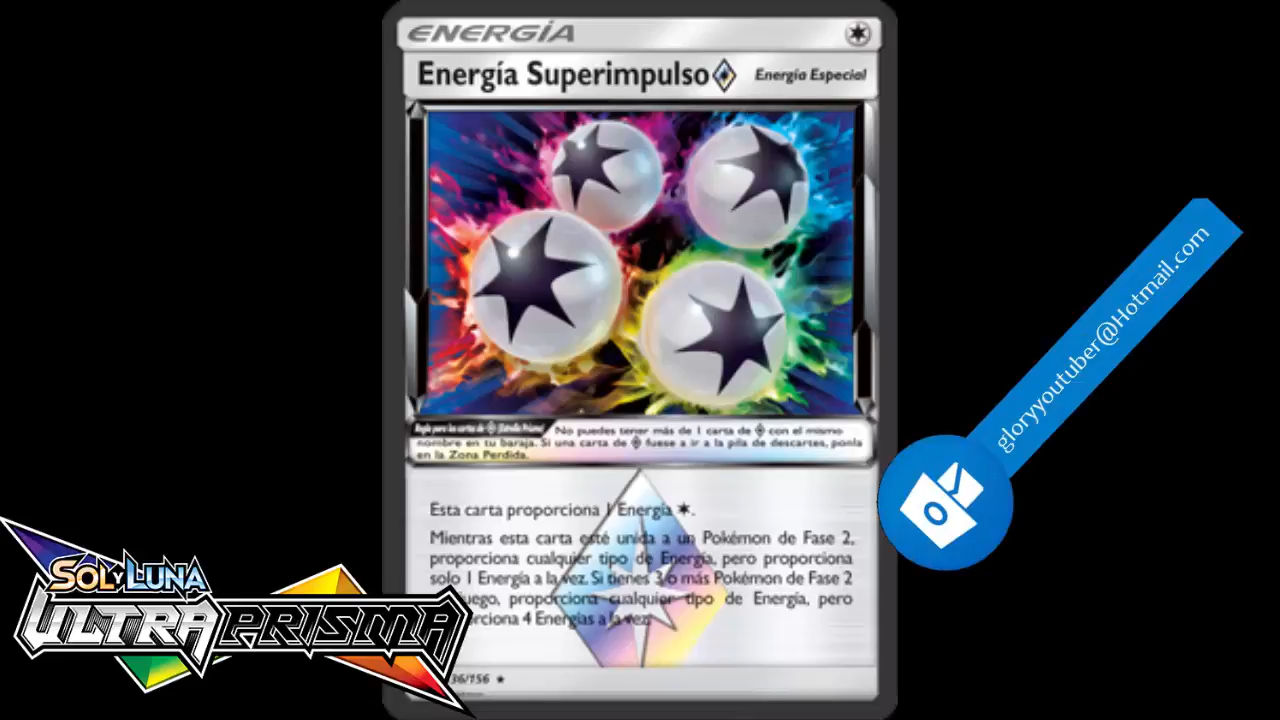 ENERGÍA
Energía Superimpulso
Energía Especial
Regla para las cartas de (Estrella Prisma) No puedes tener más de 1 carta de con el mismo
nombre en tu baraja. Si una carta de fuese a ir a la pila de descartes, ponla
en la Zona Perdida.
Esta carta proporciona 1 Energía.
Mientras esta carta esté unida a un Pokémon de Fase 2,
proporciona cualquier tipo de Energía, pero proporciona
solo 1 Energía a la vez. Si tienes 3 o más Pokémon de Fase 2
uego, proporciona cualquier tipo de Energía, pero
orciona 4 Energías a la vez.
36/156
SOL Y LUNA
ULTRAPRISMA
gloryyoutuber@Hotmail.com
O